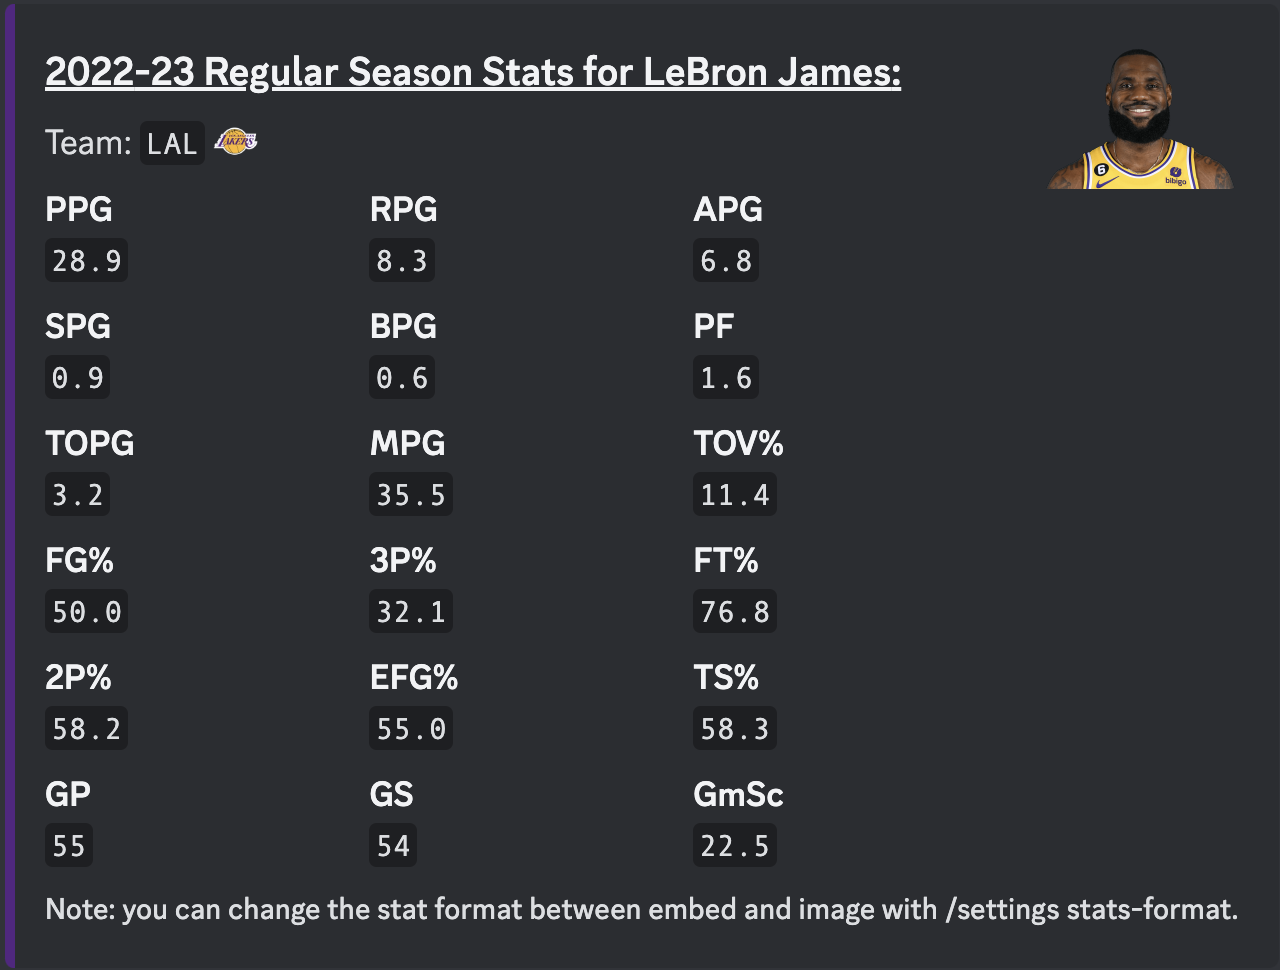 2022-23 Regular Season Stats for LeBron James:
Team: LAL LAKERS
6 bibigo
PPG RPG APG
28.9 8.3 6.8
SPG BPG PF
0.9 0.6 1.6
TOPG MPG TOV%
3.2 35.5 11.4
FG% 3P% FT%
50.0 32.1 76.8
2P% EFG% TS%
58.2 55.0 58.3
GP GS GmSc
55 54 22.5
Note: you can change the stat format between embed and image with /settings stats-format.